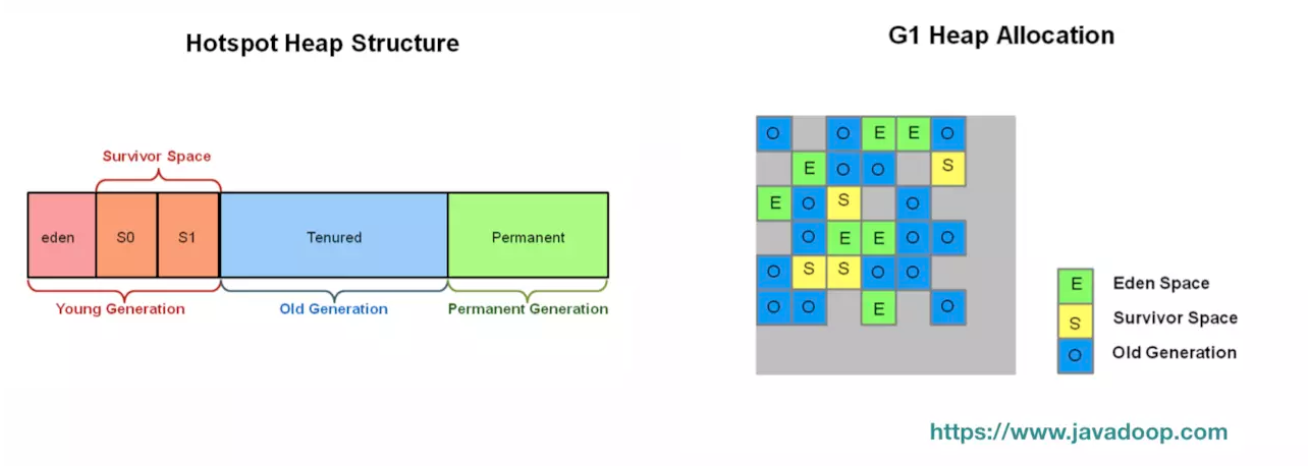 Hotspot Heap Structure
Survivor Space
eden S0 S1 Tenured Permanent
Young Generation Old Generation Permanent Generation
G1 Heap Allocation
O O E E O
E O O S
E O S O
O E E O O
O S S O O
O O E O
E Eden Space
S Survivor Space
O Old Generation
https://www.javadoop.com